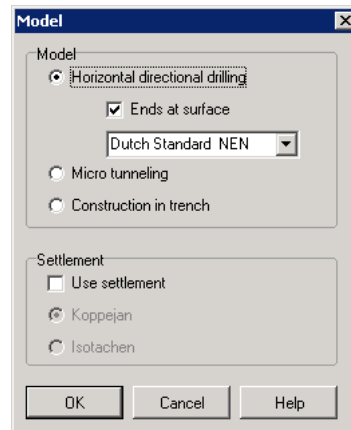 Model
Model
Horizontal directional drilling
Ends at surface
Dutch Standard NEN
Micro tunneling
Construction in trench
Settlement
Use settlement
Koppejan
Isotachen
OK Cancel Help